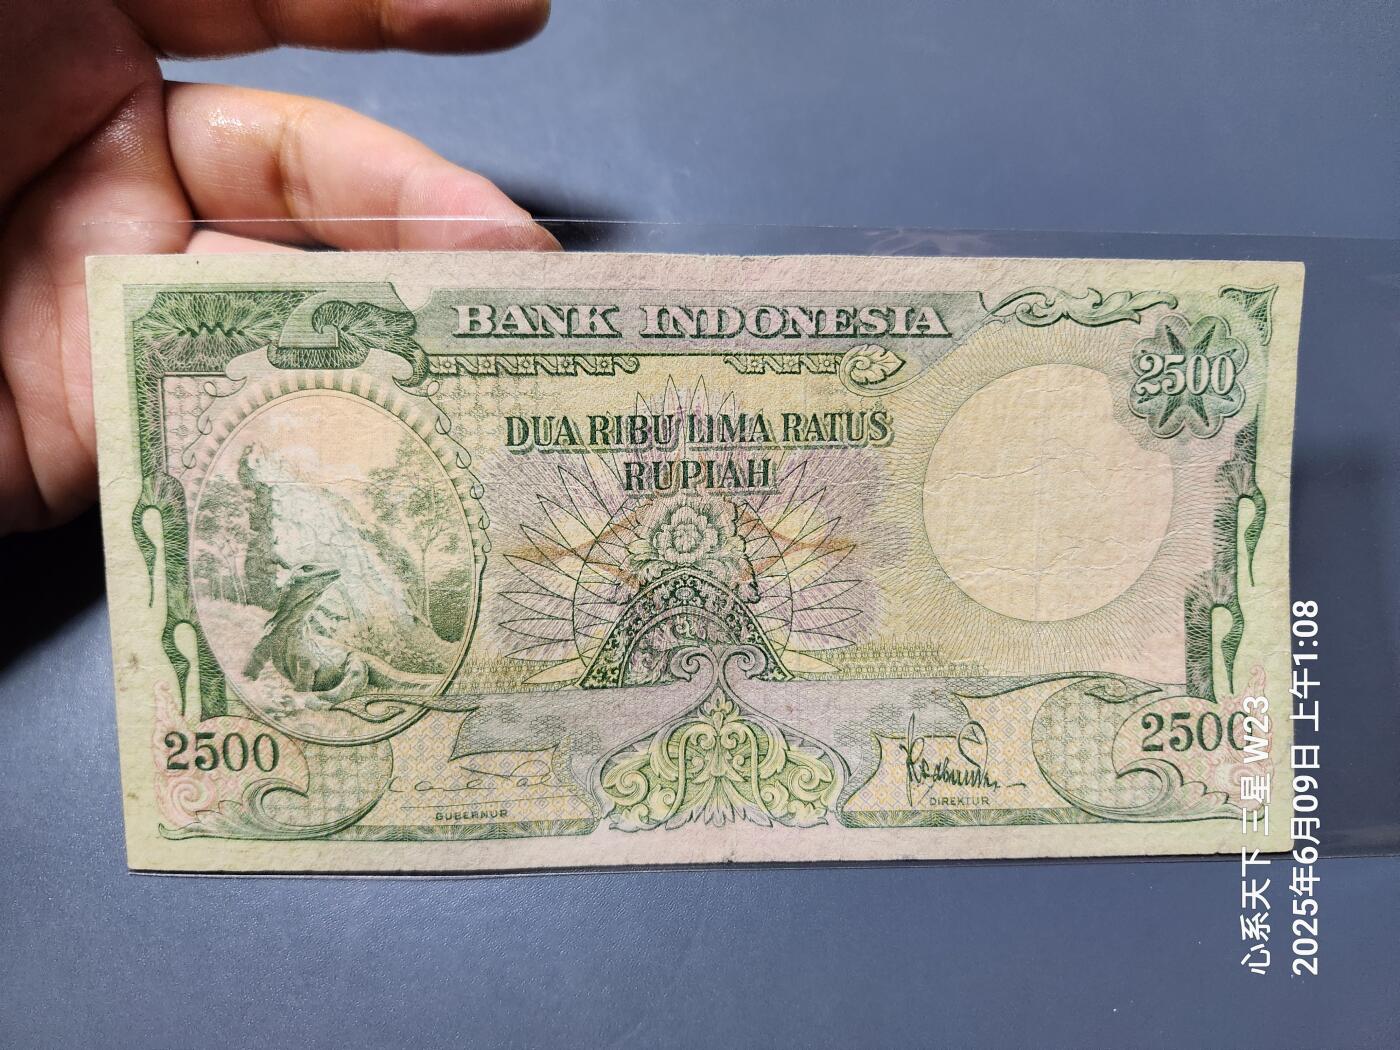 BANK INDONESIA
2500
DUA RIBU LIMA RATUS
RUPIAH
2500
2500
GUBERNUR
DIREKTUR
心系天下 三星 W23
2025年6月09日 上午1:08